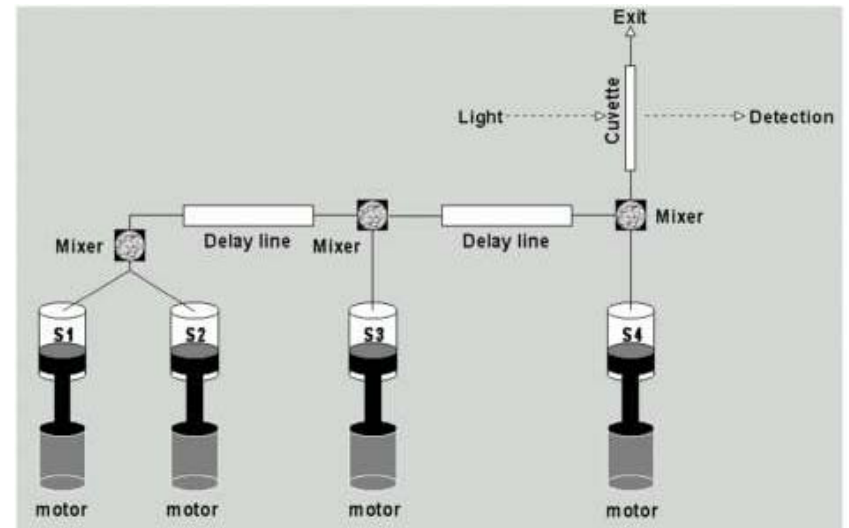 Exit
Light
Cuvette
Detection
Mixer
Delay line
Mixer
Delay line
Mixer
S1
S2
S3
S4
motor
motor
motor
motor